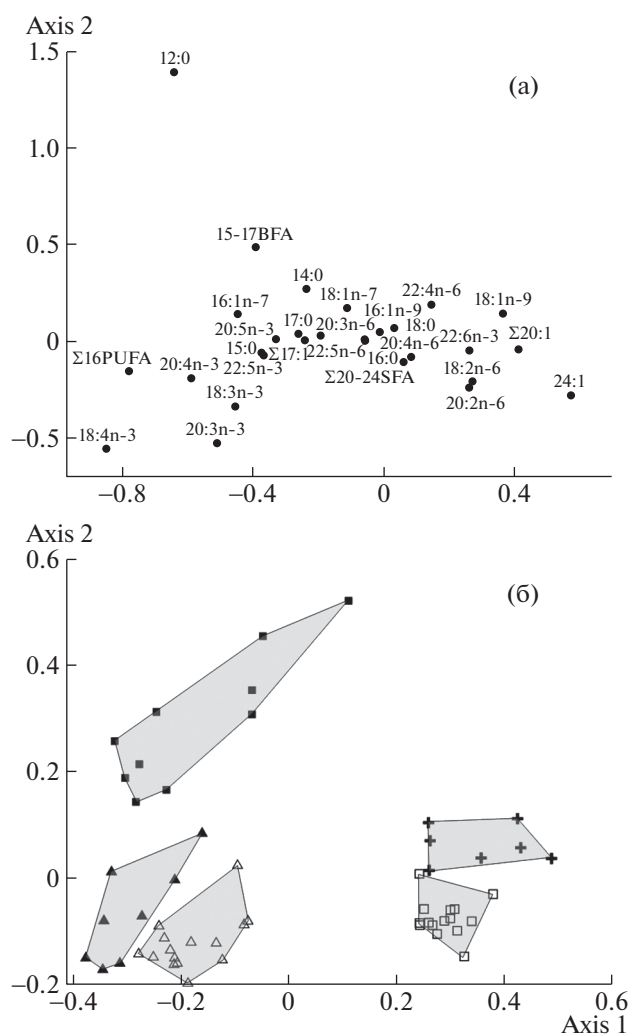 Axis 2
1.5
12:0
(a)
1.0
0.5
15-17BFA
14:0
18:1n-7
22:4n-6
18:1n-9
16:1n-7
16:1n-9
20:5n-3
17:0
20:3n-6
18:0
22:6n-3
Σ20:1
0
15:0
Σ17:1
22:5n-6
16:0
20:4n-6
Σ16PUFA
20:4n-3
22:5n-3
Σ20-24SFA
18:2n-6
24:1
18:3n-3
20:2n-6
18:4n-3
20:3n-3
−0.5
−0.8
−0.4
0
0.4
Axis 2
0.6
(б)
0.4
0.2
0
−0.2
−0.4
−0.2
0
0.2
0.4
0.6
Axis 1